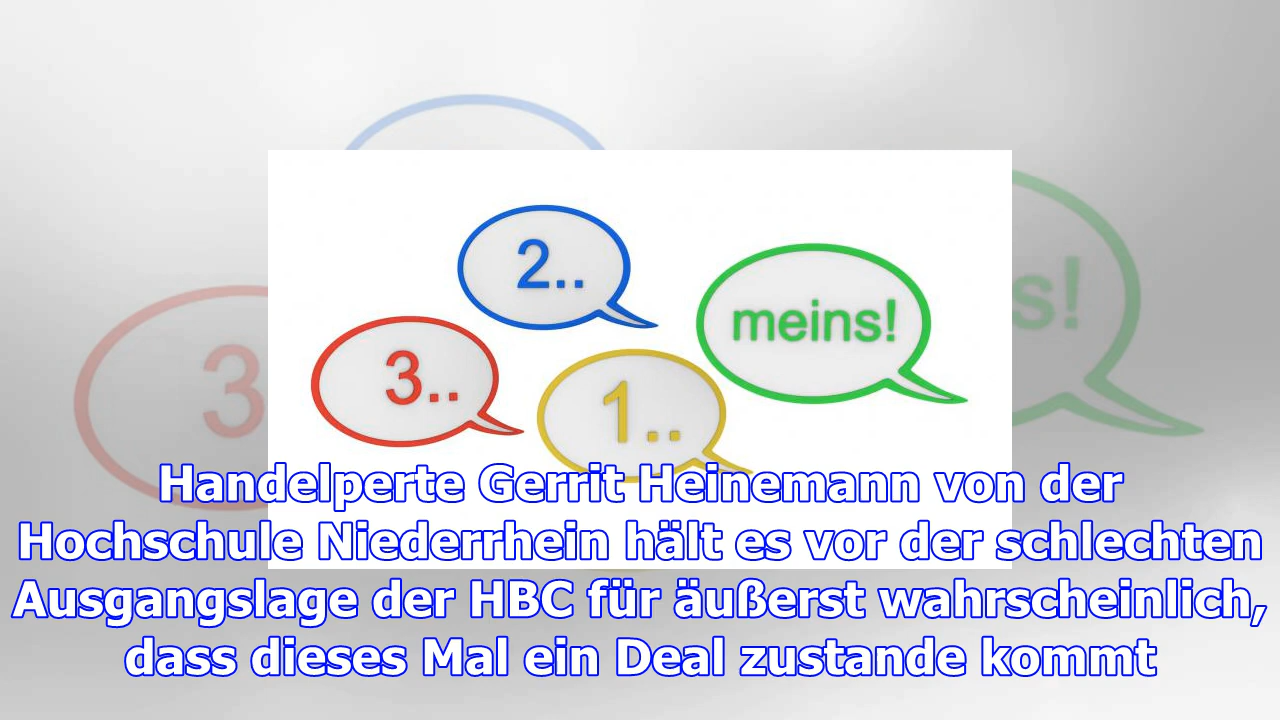 2..
meins!
3..
1..
3
s!
Handelperte Gerrit Heinemann von der
Hochschule Niederrhein hält es vor der schlechten
Ausgangslage der HBC für äußerst wahrscheinlich,
dass dieses Mal ein Deal zustande kommt